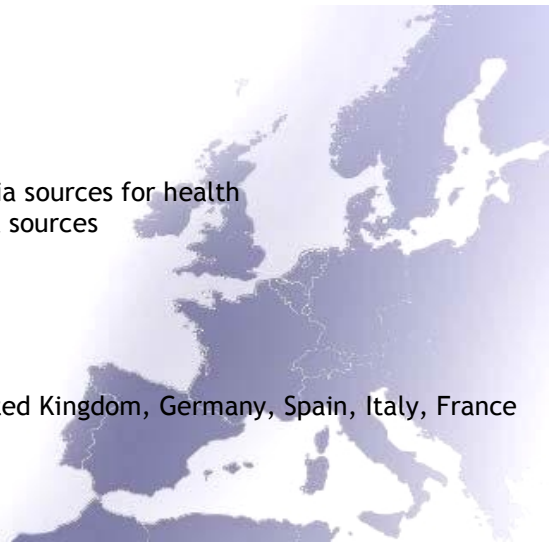 ia sources for health
sources
ed Kingdom, Germany, Spain, Italy, France